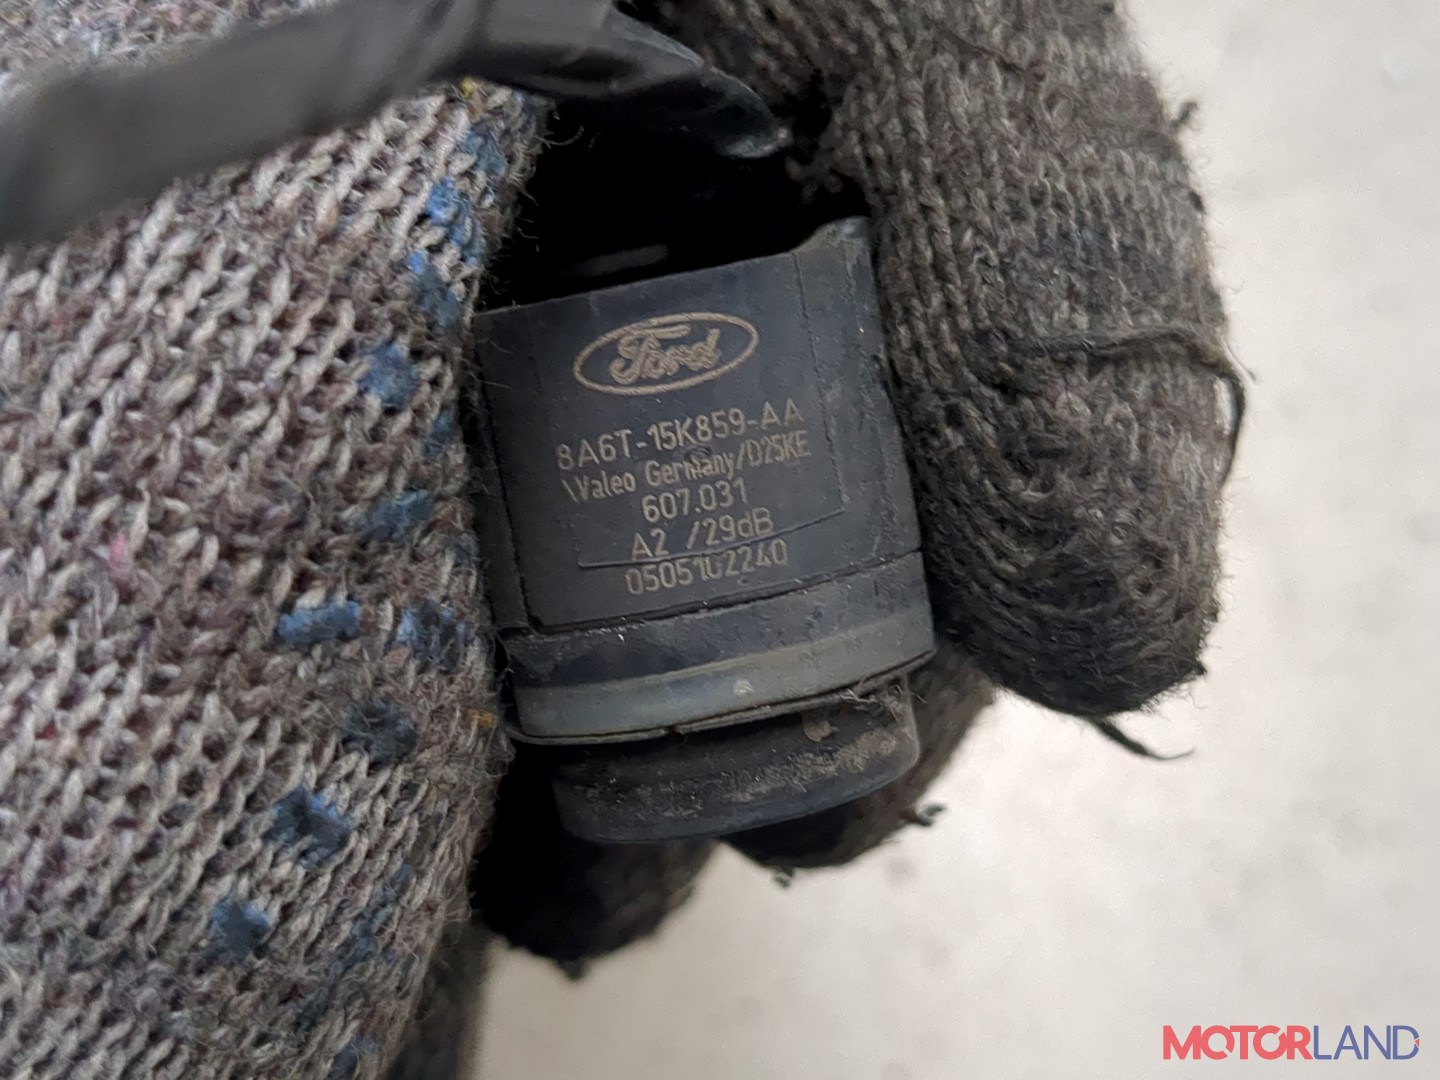 Ford
8A6T-15K859-AA
\Valeo Germany/D25KE
607.031
A2 /29dB
0505102240
MOTORLAND